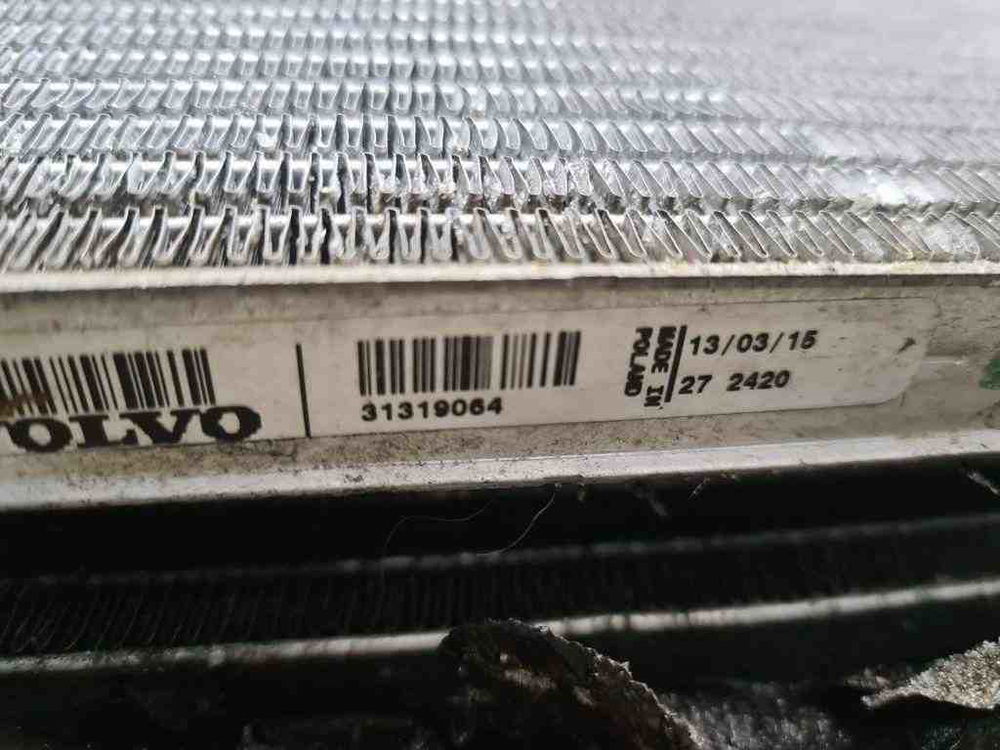 VOLVO
31319064
MADE IN
POLAND
13/03/15
27 2420